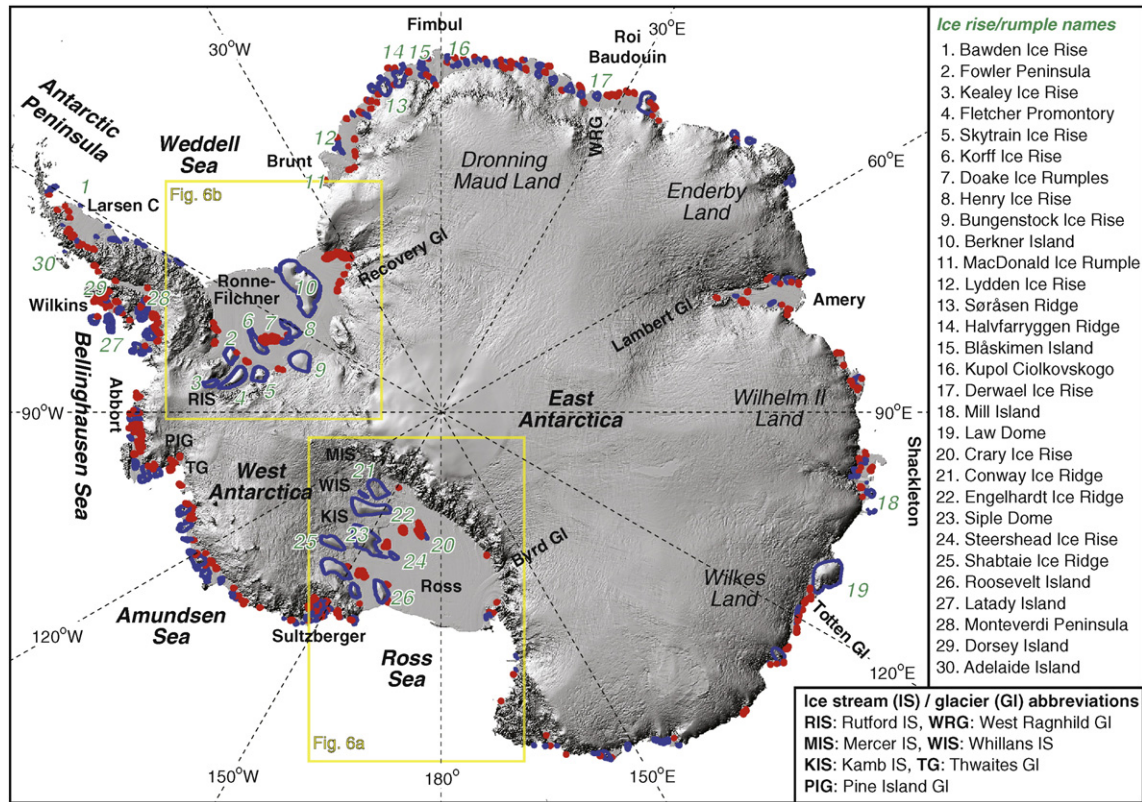 Fimbul
30°W
14 15 16
30°E
Roi
Baudouin
17
13
Antarctic
Peninsula
Weddell
Sea
12
Brunt
11
WRG
Dronning
Maud Land
60°E
Enderby
Land
1
Larsen C
Fig. 6b
30
Recovery Gl
29
28
Ronne-
Filchner
10
Amery
Wilkins
27
6 7
8
Lambert Gl
2
9
Bellinghausen Sea
3
4
5
RIS
90°W
Abbott
East
Antarctica
Wilhelm II
Land
90°E
PIG
TG
MIS
21
West
Antarctica
WIS
KIS
22
Shackleton
18
25
23
20
24
Byrd Gl
Ross
26
Wilkes
Land
19
Totten Gl
120°W
Amundsen
Sea
Sultzberger
Ross
Sea
120°E
Fig. 6a
150°W
180°
150°E
Ice rise/rumple names
1. Bawden Ice Rise
2. Fowler Peninsula
3. Kealey Ice Rise
4. Fletcher Promontory
5. Skytrain Ice Rise
6. Korff Ice Rise
7. Doake Ice Rumples
8. Henry Ice Rise
9. Bungenstock Ice Rise
10. Berkner Island
11. MacDonald Ice Rumple
12. Lydden Ice Rise
13. Søråsen Ridge
14. Halvfarryggen Ridge
15. Blåskimen Island
16. Kupol Ciolkovskogo
17. Derwael Ice Rise
18. Mill Island
19. Law Dome
20. Crary Ice Rise
21. Conway Ice Ridge
22. Engelhardt Ice Ridge
23. Siple Dome
24. Steershead Ice Rise
25. Shabtaie Ice Ridge
26. Roosevelt Island
27. Latady Island
28. Monteverdi Peninsula
29. Dorsey Island
30. Adelaide Island
Ice stream (IS) / glacier (Gl) abbreviations
RIS: Rutford IS, WRG: West Ragnhild Gl
MIS: Mercer IS, WIS: Whillans IS
KIS: Kamb IS, TG: Thwaites Gl
PIG: Pine Island Gl